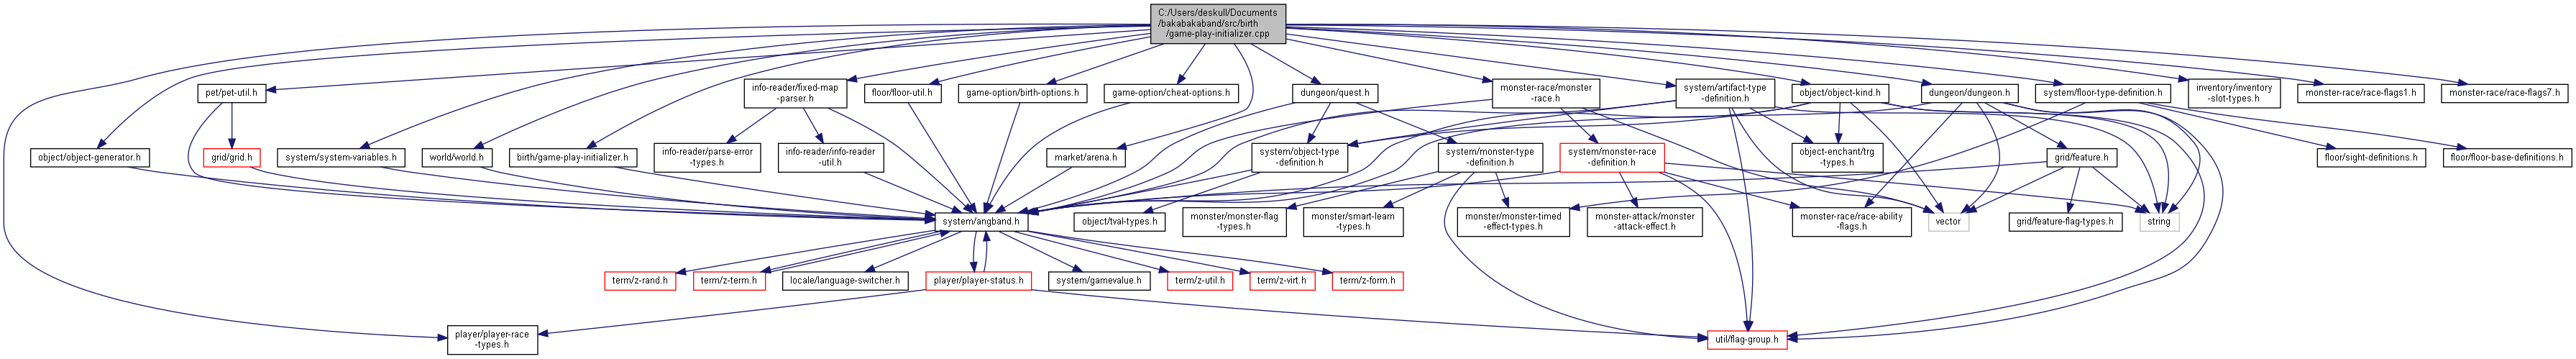 C:/Users/deskull/Documents
/bakabakaband/src/birth
/game-play-initializer.cpp
pet/pet-util.h
info-reader/fixed-map
-parser.h
floor/floor-util.h
game-option/birth-options.h
game-option/cheat-options.h
dungeon/quest.h
monster-race/monster
-race.h
system/artifact-type
-definition.h
object/object-kind.h
dungeon/dungeon.h
system/floor-type-definition.h
inventory/inventory
-slot-types.h
monster-race/race-flags1.h
monster-race/race-flags7.h
object/object-generator.h
grid/grid.h
system/system-variables.h
world/world.h
birth/game-play-initializer.h
info-reader/parse-error
-types.h
info-reader/info-reader
-util.h
market/arena.h
system/object-type
-definition.h
system/monster-type
-definition.h
system/monster-race
-definition.h
object-enchant/trg
-types.h
grid/feature.h
floor/sight-definitions.h
floor/floor-base-definitions.h
system/angband.h
object/tval-types.h
monster/monster-flag
-types.h
monster/smart-learn
-types.h
monster/monster-timed
-effect-types.h
monster-attack/monster
-attack-effect.h
monster-race/race-ability
-flags.h
vector
grid/feature-flag-types.h
string
term/z-rand.h
term/z-term.h
locale/language-switcher.h
player/player-status.h
system/gamevalue.h
term/z-util.h
term/z-virt.h
term/z-form.h
player/player-race
-types.h
util/flag-group.h